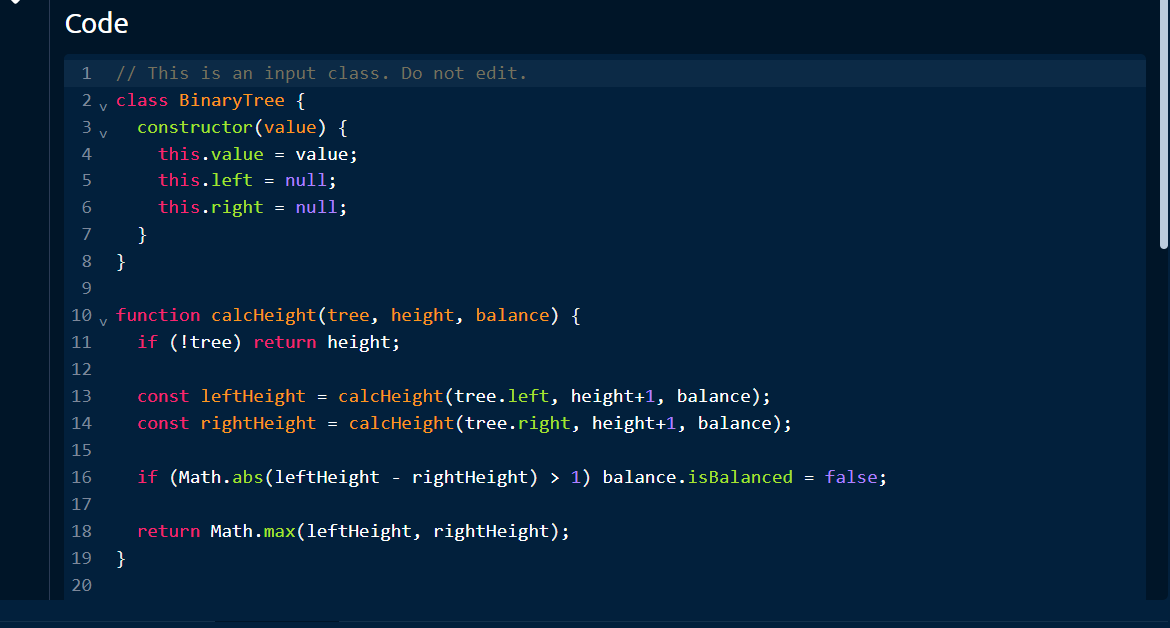 Code
1 // This is an input class. Do not edit.
2 class BinaryTree {
3   constructor(value) {
4     this.value = value;
5     this.left = null;
6     this.right = null;
7   }
8 }
9
10 function calcHeight(tree, height, balance) {
11   if (!tree) return height;
12
13   const leftHeight = calcHeight(tree.left, height+1, balance);
14   const rightHeight = calcHeight(tree.right, height+1, balance);
15
16   if (Math.abs(leftHeight - rightHeight) > 1) balance.isBalanced = false;
17
18   return Math.max(leftHeight, rightHeight);
19 }
20